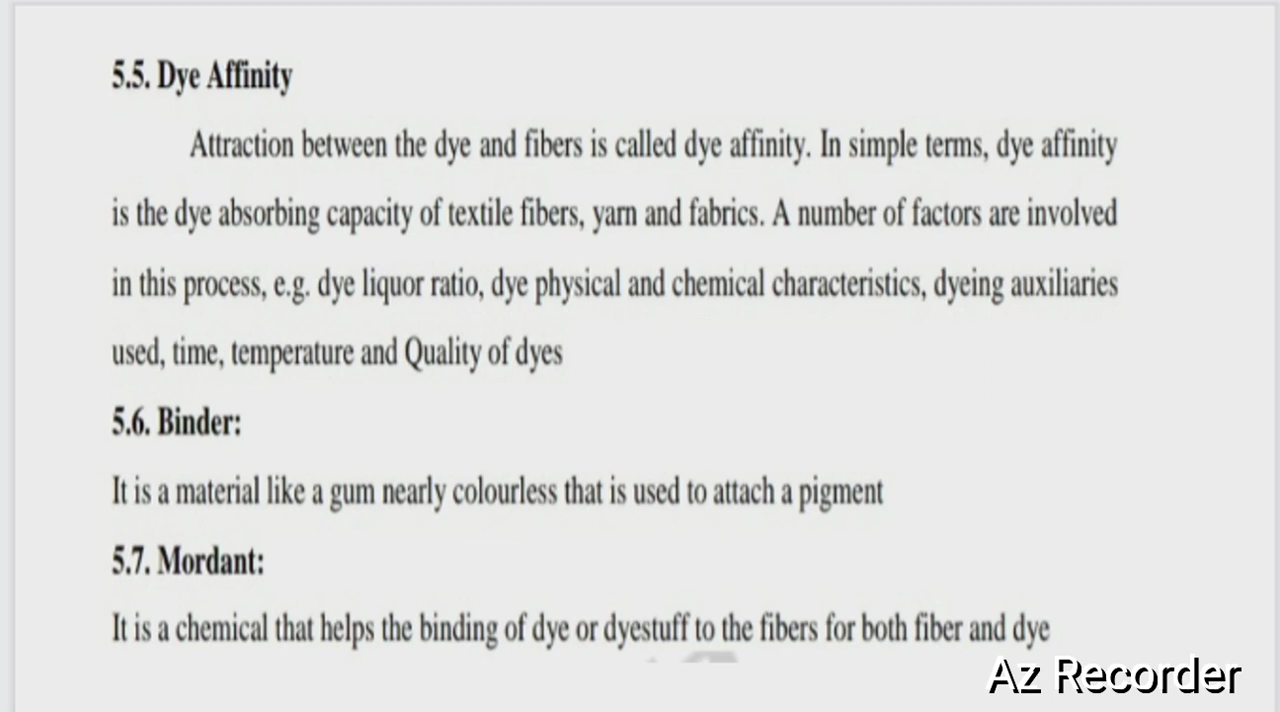 5.5. Dye Affinity
Attraction between the dye and fibers is called dye affinity. In simple terms, dye affinity
is the dye absorbing capacity of textile fibers, yarn and fabrics. A number of factors are involved
in this process, e.g. dye liquor ratio, dye physical and chemical characteristics, dyeing auxiliaries
used, time, temperature and Quality of dyes
5.6. Binder:
It is a material like a gum nearly colourless that is used to attach a pigment
5.7. Mordant:
It is a chemical that helps the binding of dye or dyestuff to the fibers for both fiber and dye
Az Recorder